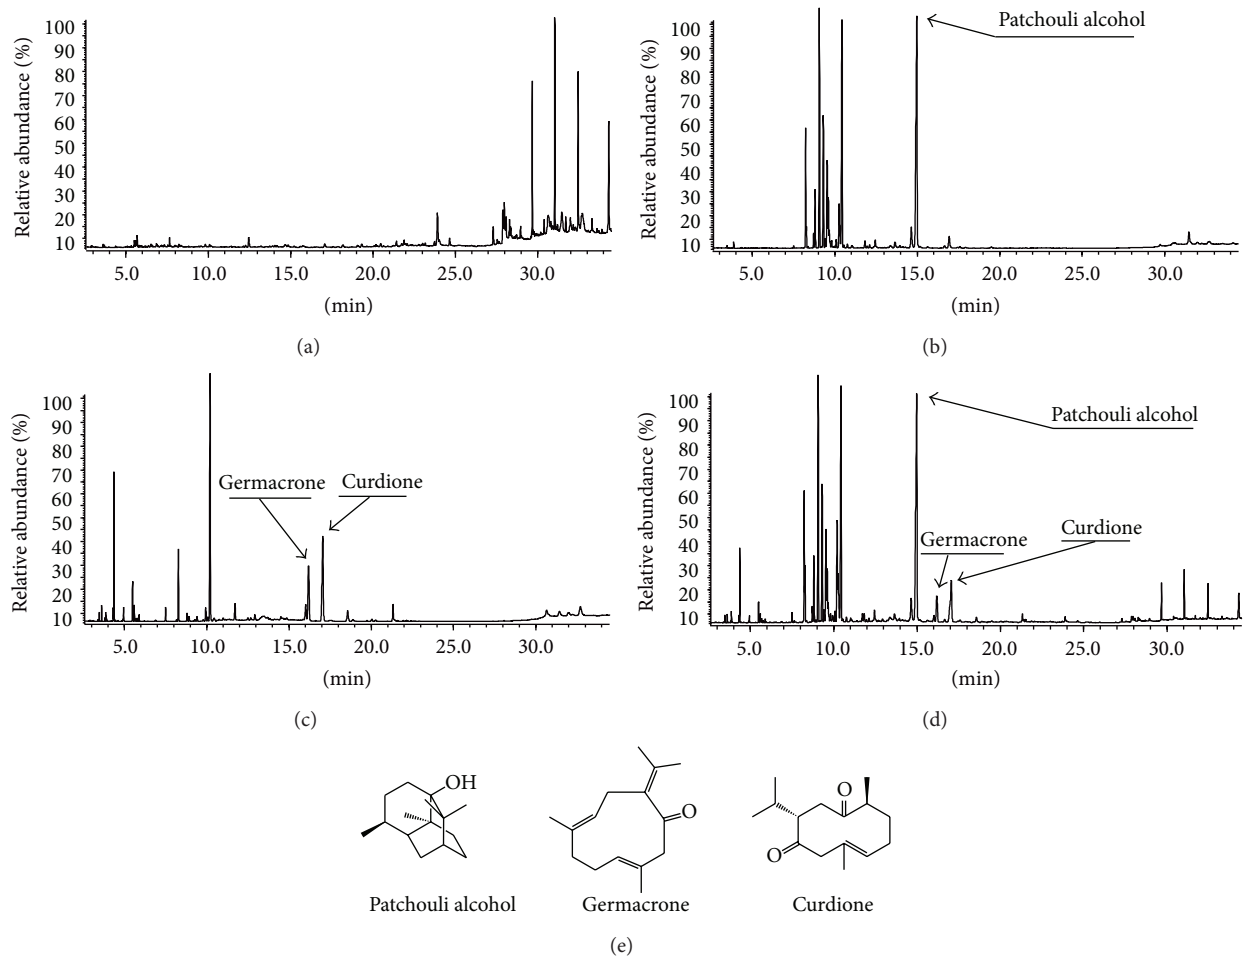 Relative abundance (%)
100
90
80
70
60
50
40
30
20
10
5.0 10.0 15.0 20.0 25.0 30.0
(min)
(a)
Relative abundance (%)
100
90
80
70
60
50
40
30
20
10
Patchouli alcohol
5.0 10.0 15.0 20.0 30.0
(min)
(b)
Relative abundance (%)
100
90
80
70
60
50
40
30
20
10
Germacrone Curdione
5.0 10.0 15.0 20.0 25.0 30.0
(min)
(c)
Relative abundance (%)
100
90
80
70
60
50
40
30
20
10
Patchouli alcohol
Curdione
Germacrone
5.0 10.0 15.0 20.0 25.0 30.0
(min)
(d)
OH
O
O
O
Patchouli alcohol Germacrone Curdione
(e)